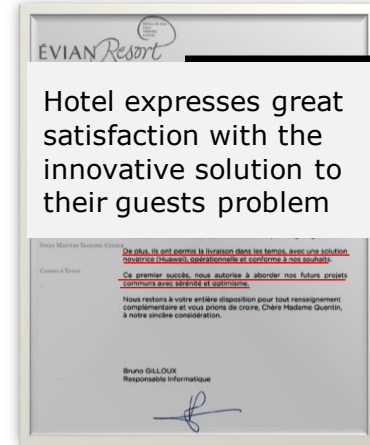 ÉVIAN Resort
Hotel expresses great
satisfaction with the
innovative solution to
their guests problem
De plus, ils ont permis la livraison dans les temps, avec une solution
novatrice (Huawei), opérationnelle et conforme à nos souhaits.
Ce premier succès, nous autorise à aborder nos futurs projets
communs avec sérénité et optimisme.
Nous restons à votre entière disposition pour tout renseignement
complémentaire et vous prions de croire, Chère Madame Quentin,
à notre sincère considération.
Bruno GILLOUX
Responsable Informatique